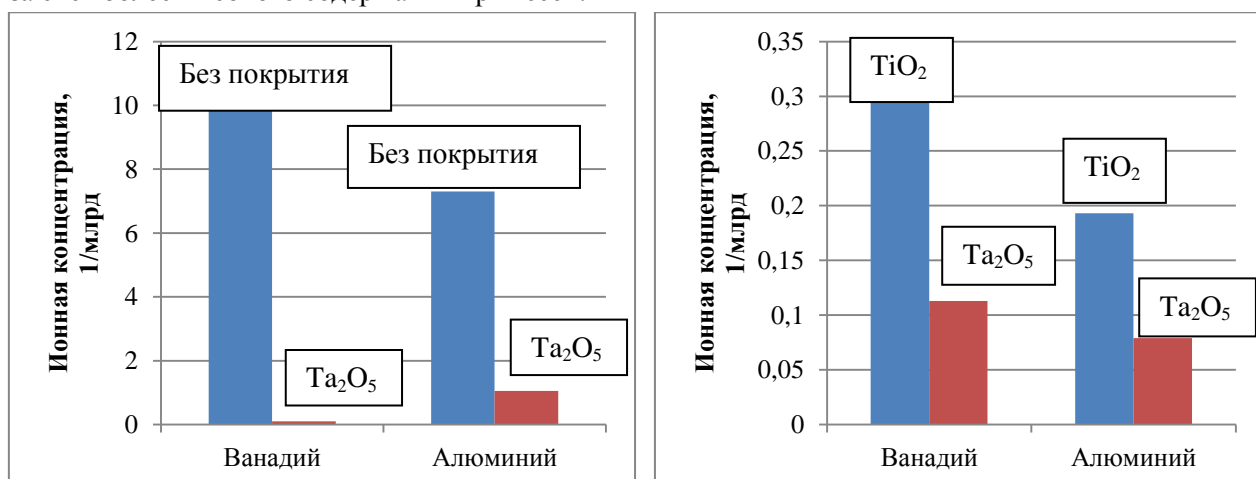 12
10
8
6
4
2
0
Ионная концентрация,
1/млрд
Без покрытия
Без покрытия
Ta₂O₅
Ta₂O₅
Ванадий
Алюминий
0,35
0,3
0,25
0,2
0,15
0,1
0,05
0
Ионная концентрация,
1/млрд
TiO₂
TiO₂
Ta₂O₅
Ta₂O₅
Ванадий
Алюминий